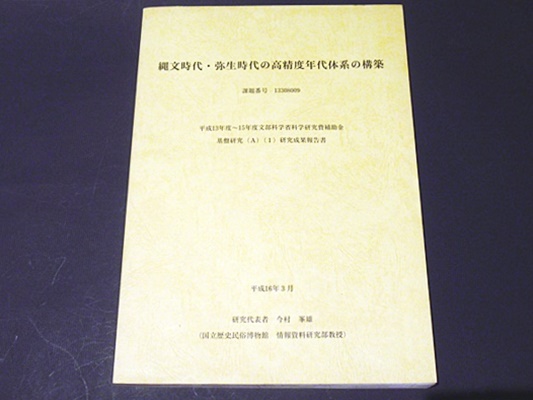 縄文時代・弥生時代の高精度年代体系の構築
課題番号 13308009
平成13年度～15年度文部科学省科学研究費補助金
基盤研究（A）（1）研究成果報告書
平成16年3月
研究代表者 今村 峯雄
（国立歴史民俗博物館 情報資料研究部教授）